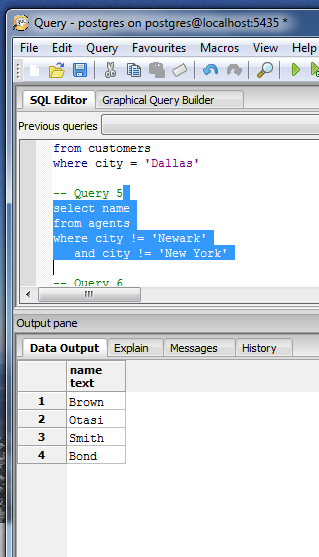 Query - postgres on postgres@localhost:5435 *
File Edit Query Favourites Macros View Help
SQL Editor Graphical Query Builder
Previous queries
from customers
where city = 'Dallas'
-- Query 5
select name
from agents
where city != 'Newark'
and city != 'New York'
-- Query 6
Output pane
Data Output Explain Messages History
name
text
1 Brown
2 Otasi
3 Smith
4 Bond